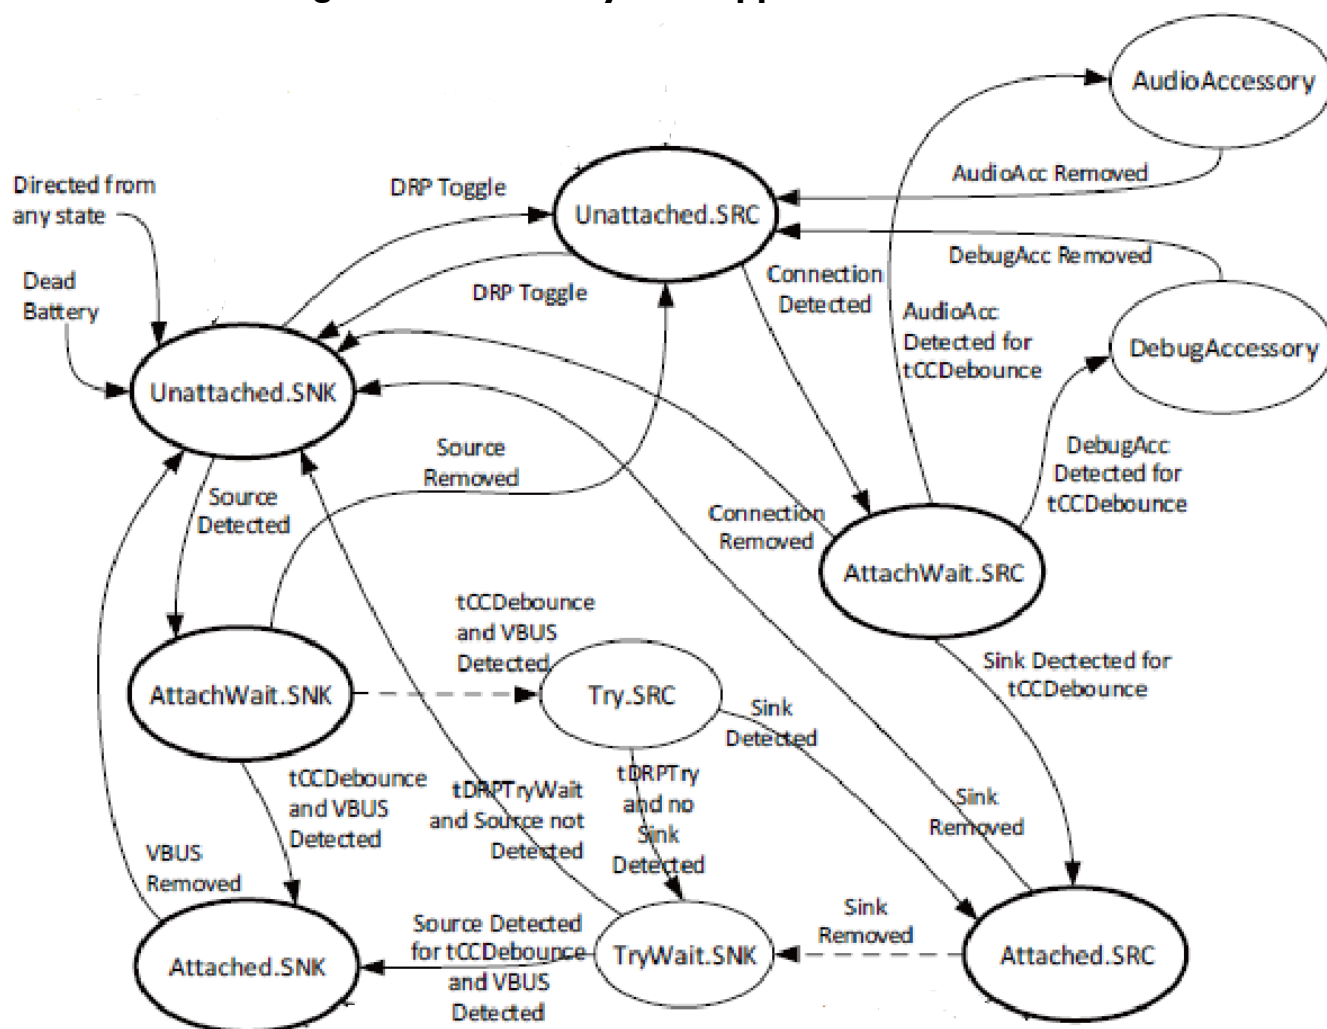 AudioAccessory
Directed from
any state
DRP Toggle
AudioAcc Removed
Unattached.SRC
DebugAcc Removed
Dead
Battery
DRP Toggle
Connection
Detected
AudioAcc
Detected for
tCCDebounce
DebugAccessory
Unattached.SNK
Source
Removed
DebugAcc
Detected for
tCCDebounce
Source
Detected
Connection
Removed
AttachWait.SRC
tCCDebounce
and VBUS
Detected
Sink Dectected for
tCCDebounce
AttachWait.SNK
Try.SRC
Sink
Detected
tCCDebounce
and VBUS
Detected
tDRPTryWait
and Source not
Detected
tDRPTry
and no
Sink
Detected
Sink
Removed
VBUS
Removed
Source Detected
for tCCDebounce
and VBUS
Detected
Sink
Removed
Attached.SNK
TryWait.SNK
Attached.SRC